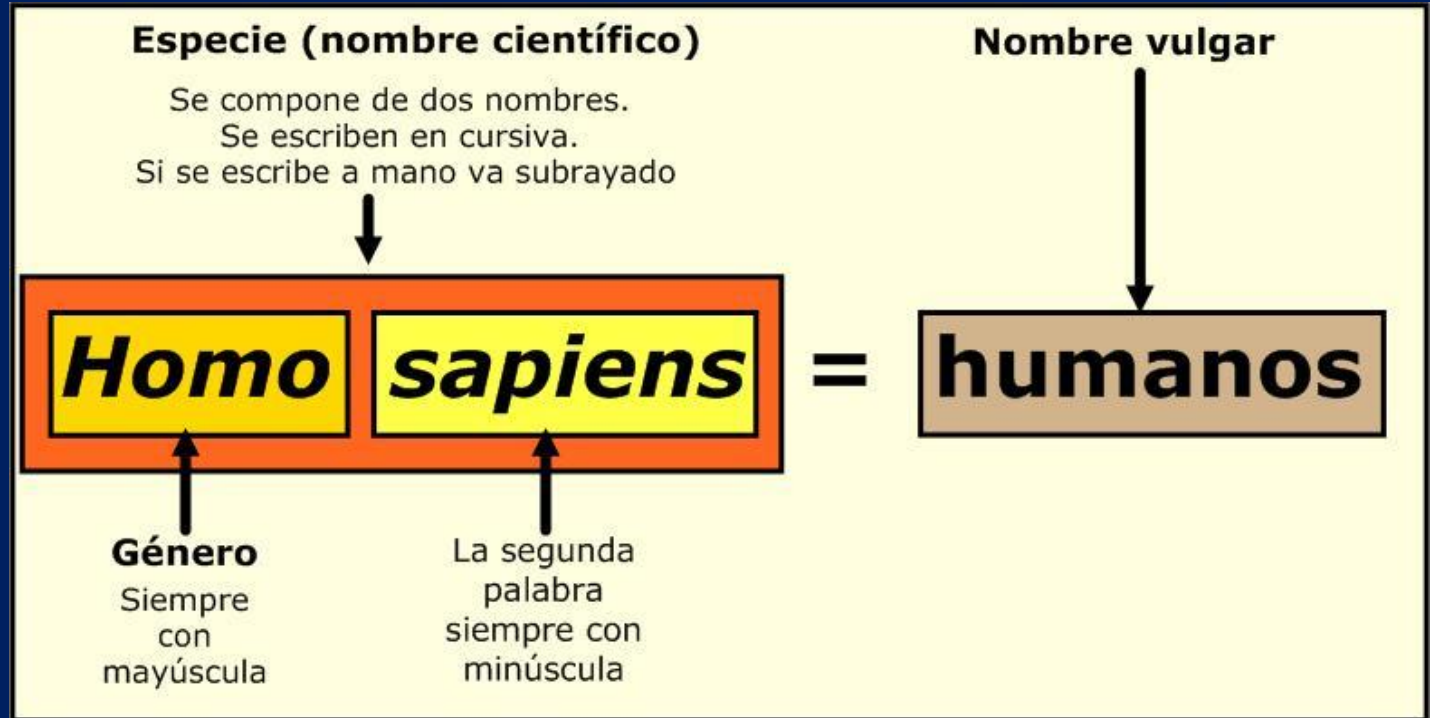 Especie (nombre científico)
Se compone de dos nombres.
Se escriben en cursiva.
Si se escribe a mano va subrayado
Nombre vulgar
Homo sapiens = humanos
Género
Siempre
con
mayúscula
La segunda
palabra
siempre con
minúscula